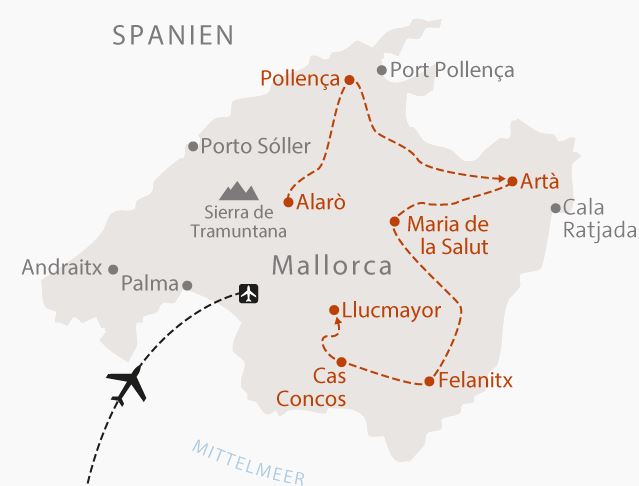 SPANIEN
Port Pollença
Pollença
Porto Sóller
Artà
Alarò
Cala
Ratjada
Sierra de
Tramuntana
Maria de
la Salut
Mallorca
Andraitx
Palma
Llucmayor
Cas
Concos
Felanitx
MITTELMEER